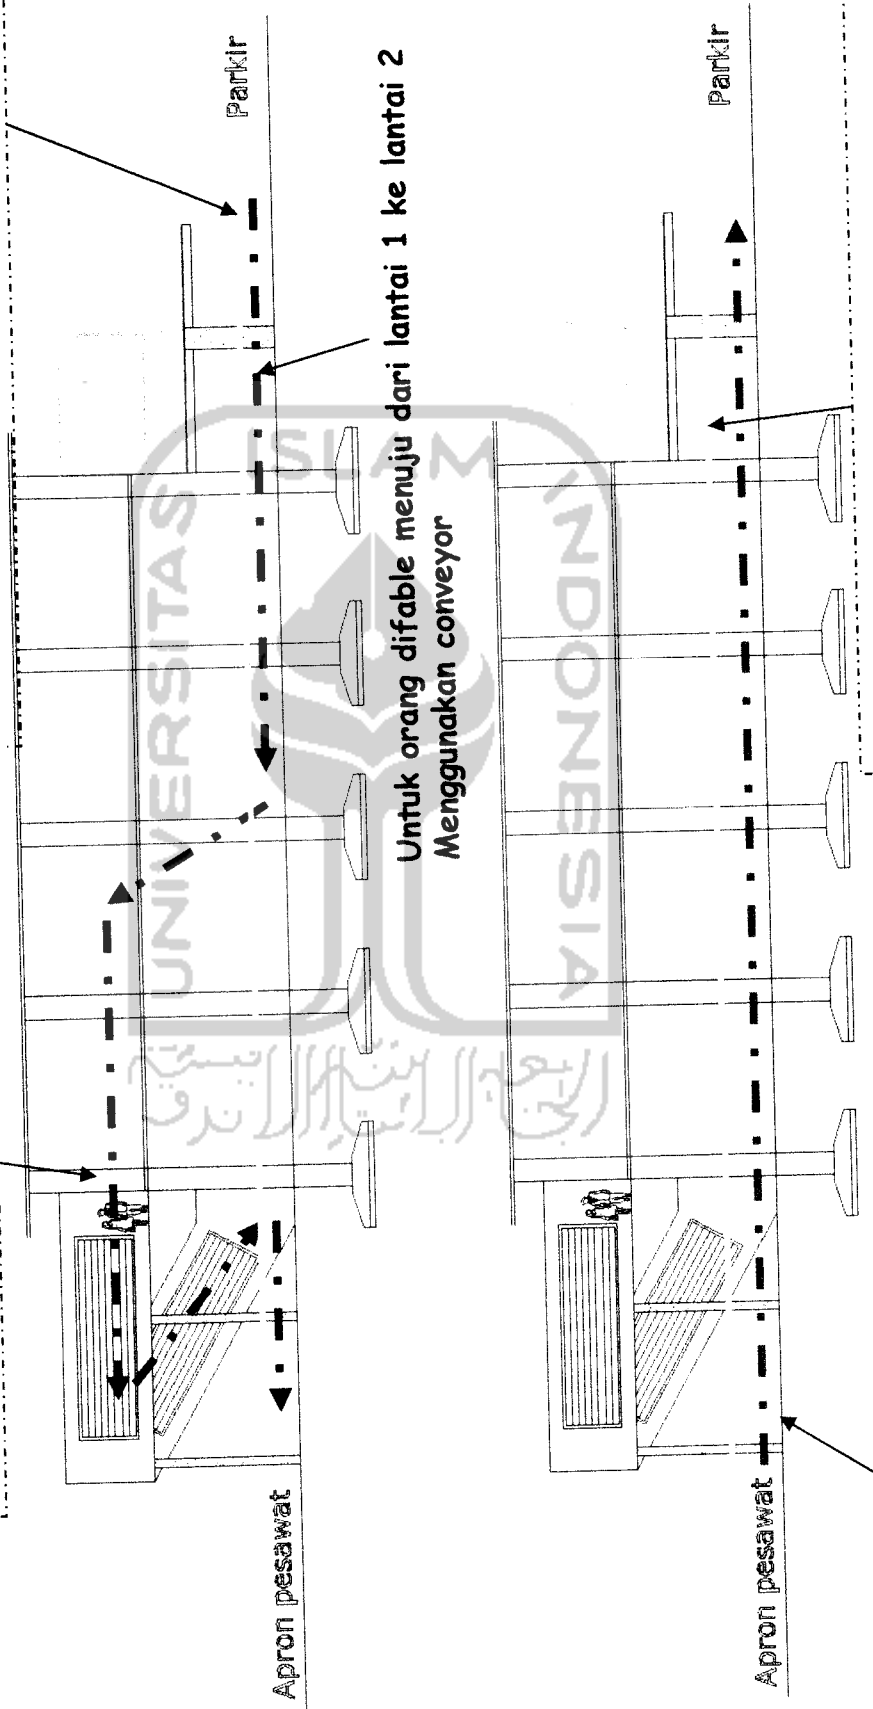 Apron pesawat
Parkir
Untuk orang difable menuju dari lantai 1 ke lantai 2
Menggunakan conveyor
Apron pesawat
Parkir
UNIVERSITAS
ISLAM
INDONESIA